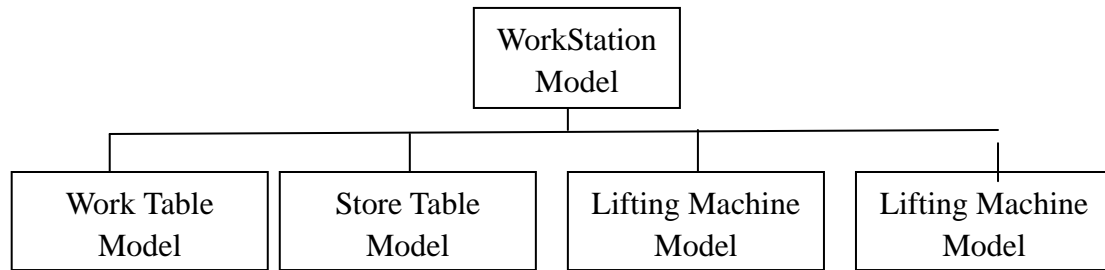 WorkStation
Model
Work Table
Model
Store Table
Model
Lifting Machine
Model
Lifting Machine
Model